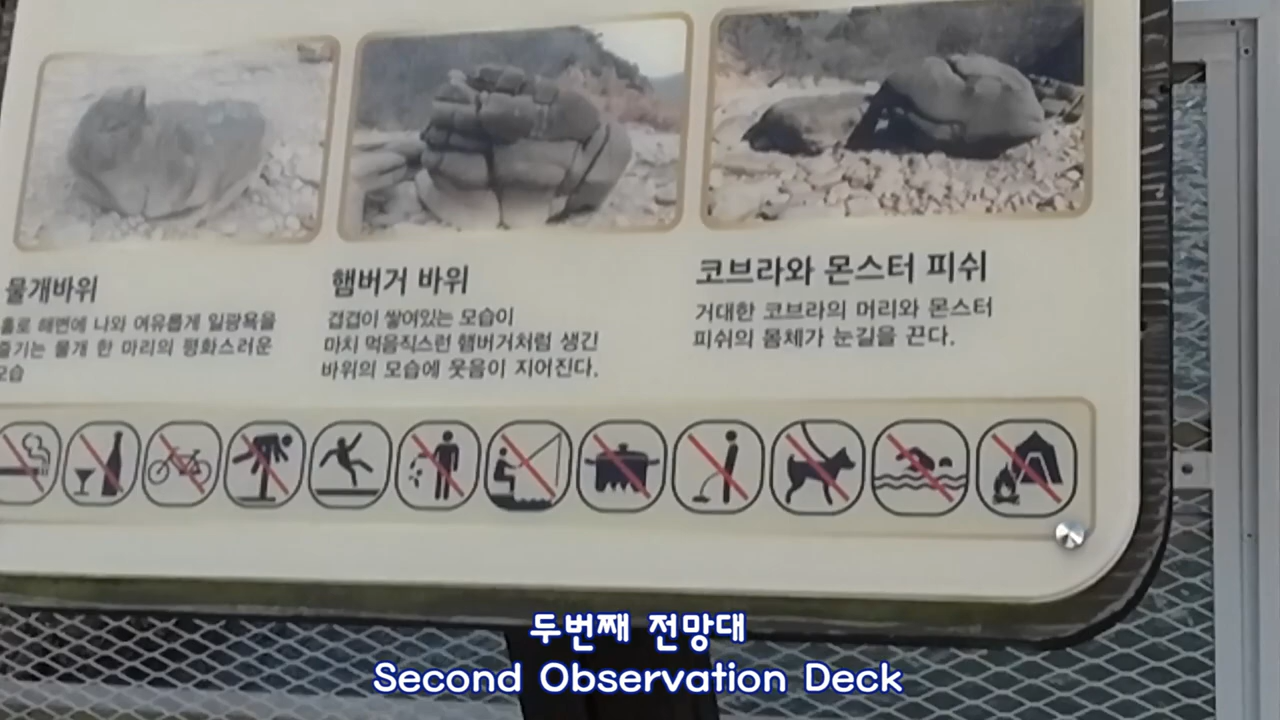 물개바위
홀로 해변에 나와 여유롭게 일광욕을
즐기는 물개 한 마리의 평화스러운
모습
햄버거 바위
겹겹이 쌓여있는 모습이
마치 먹음직스런 햄버거처럼 생긴
바위의 모습에 웃음이 지어진다.
코브라와 몬스터 피쉬
거대한 코브라의 머리와 몬스터
피쉬의 몸체가 눈길을 끈다.
두번째 전망대
Second Observation Deck